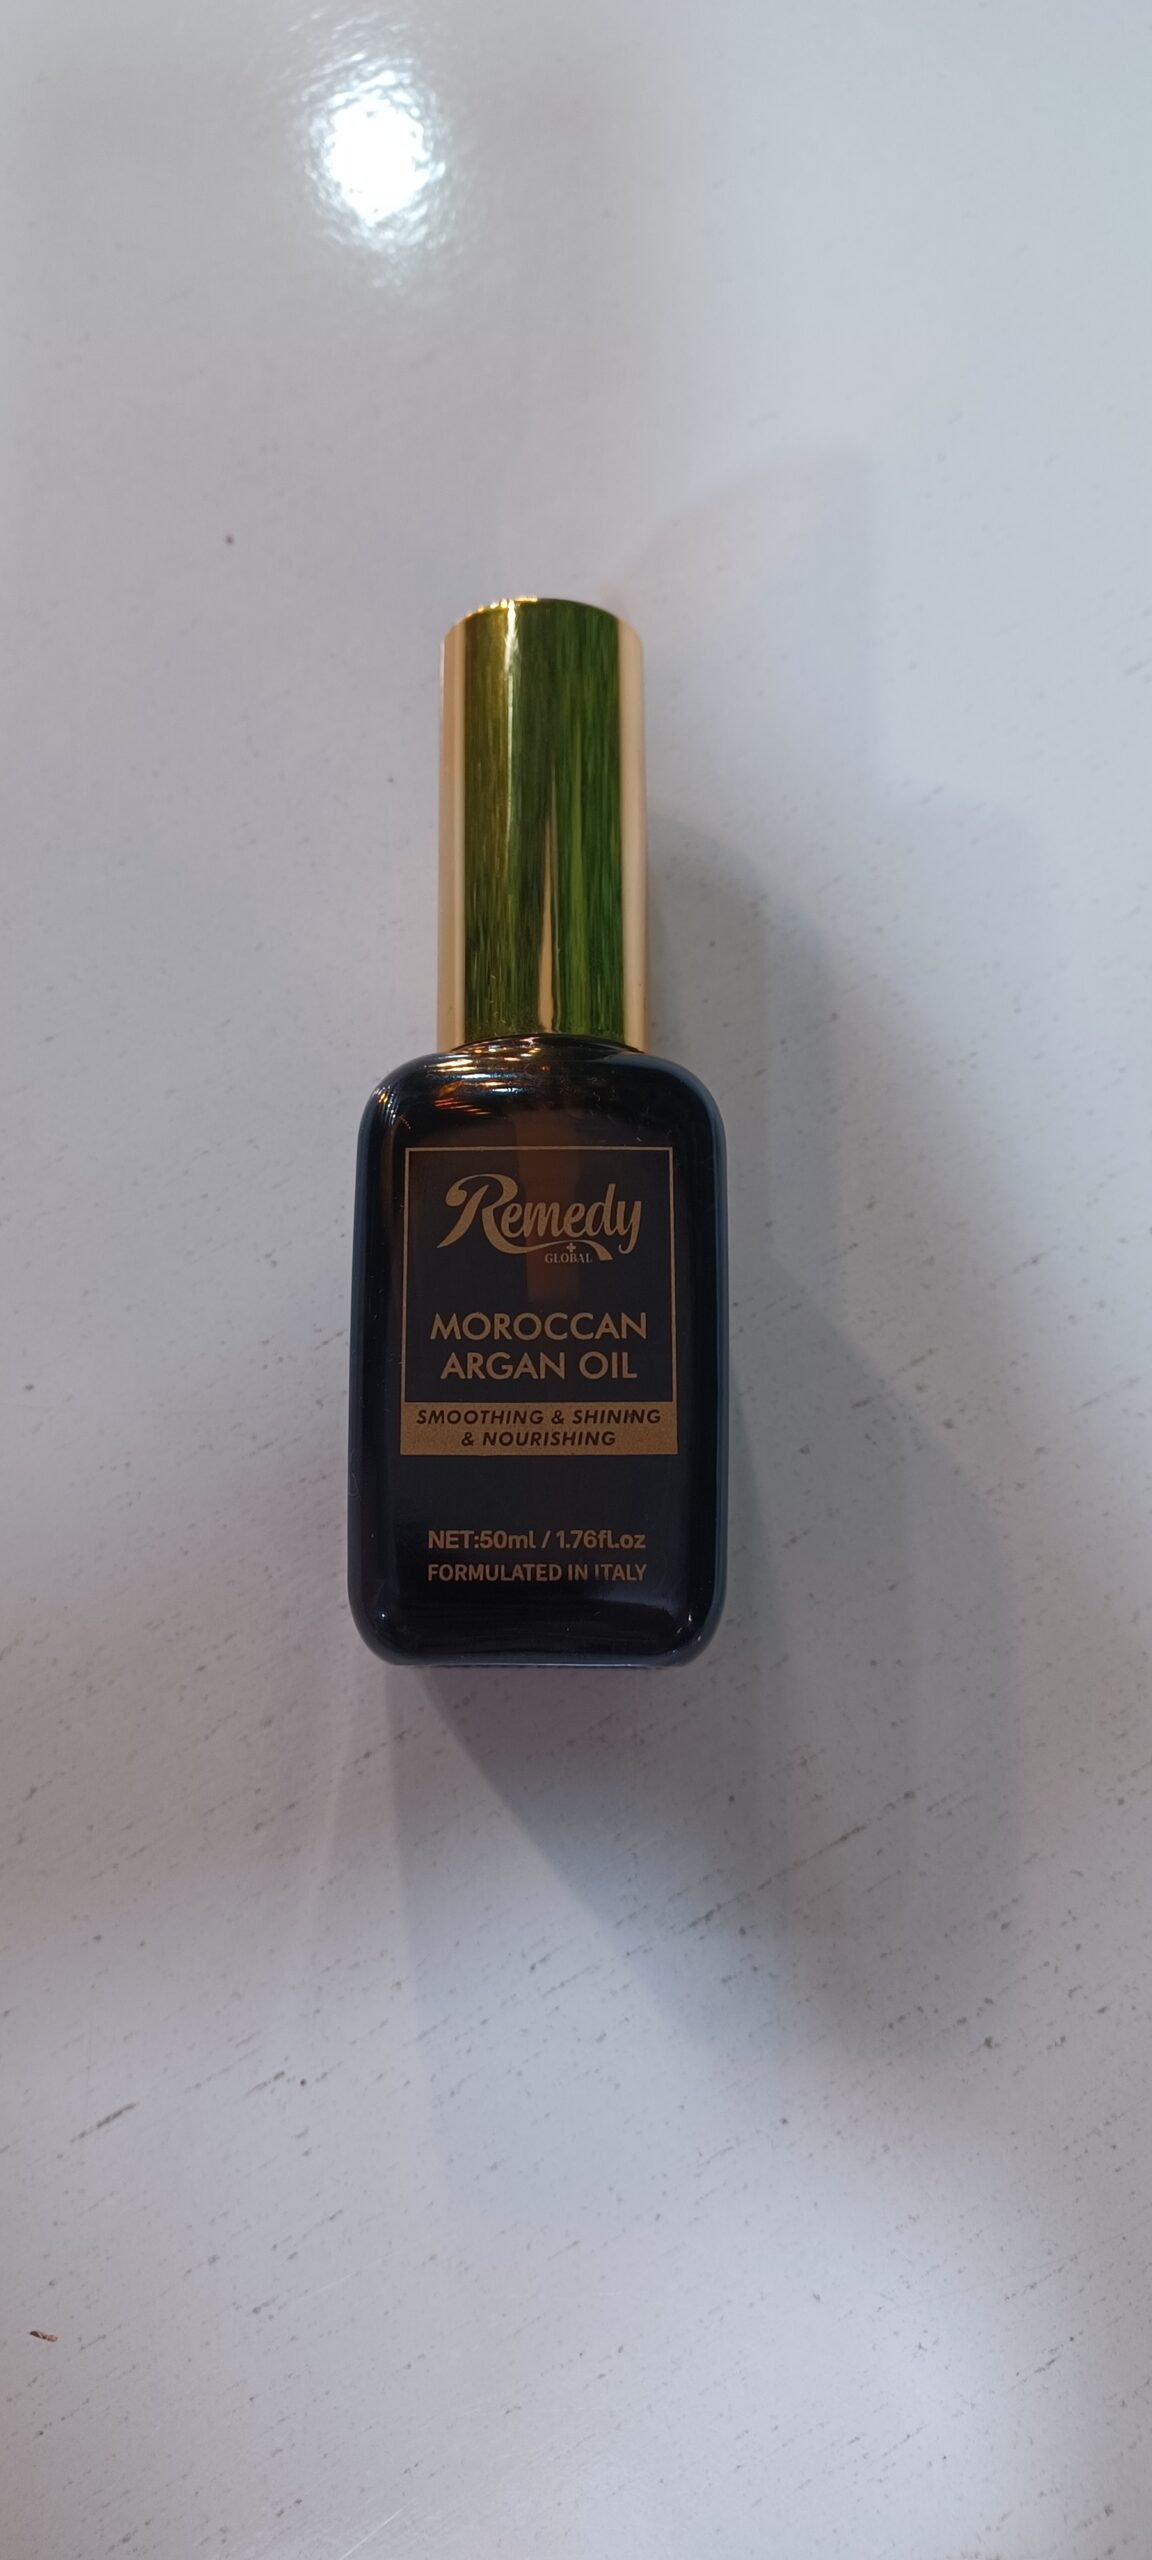 Remedy
GLOBAL
MOROCCAN
ARGAN OIL
SMOOTHING & SHINING
& NOURISHING
NET:50ml / 1.76fl.oz
FORMULATED IN ITALY